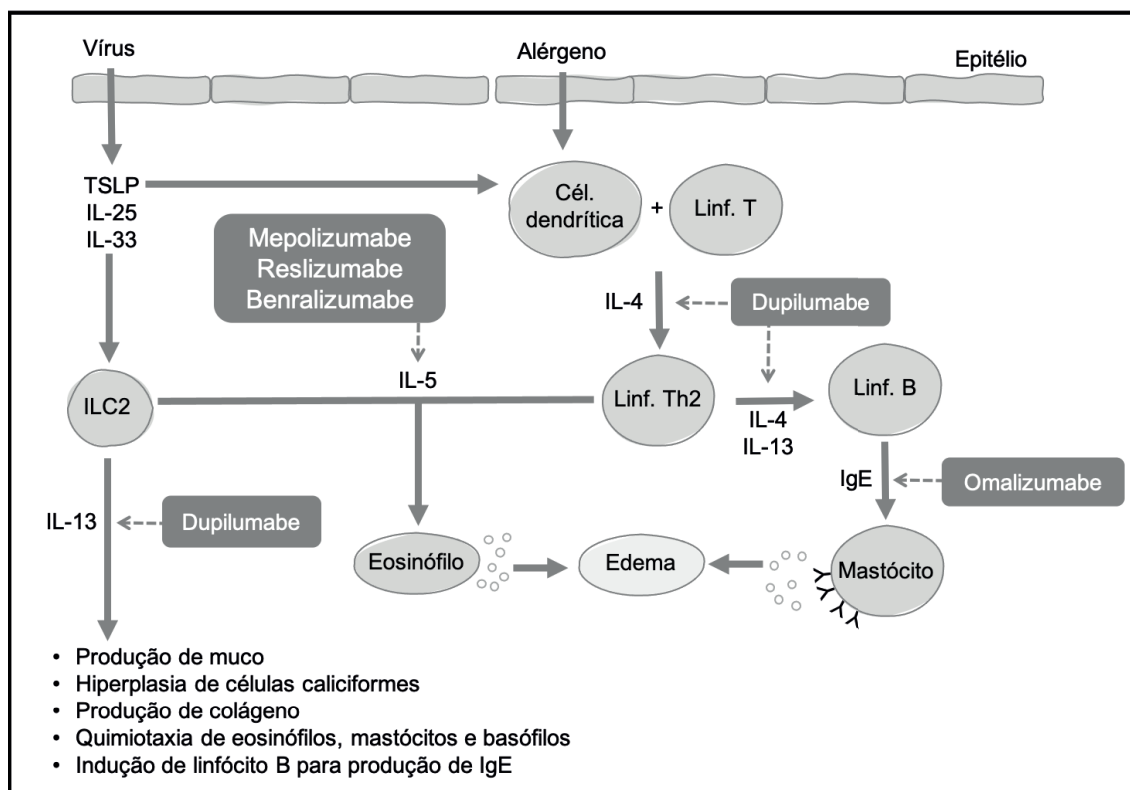 Vírus
Alérgeno
Epitélio
TSLP
IL-25
IL-33
Cél.
dendrítica
+
Linf. T
Mepolizumabe
Reslizumabe
Benralizumabe
IL-4
Dupilumabe
ILC2
IL-5
Linf. Th2
IL-4
IL-13
Linf. B
IgE
Omalizumabe
IL-13
Dupilumabe
Eosinófilo
Edema
Mastócito
• Produção de muco
• Hiperplasia de células caliciformes
• Produção de colágeno
• Quimiotaxia de eosinófilos, mastócitos e basófilos
• Indução de linfócito B para produção de IgE